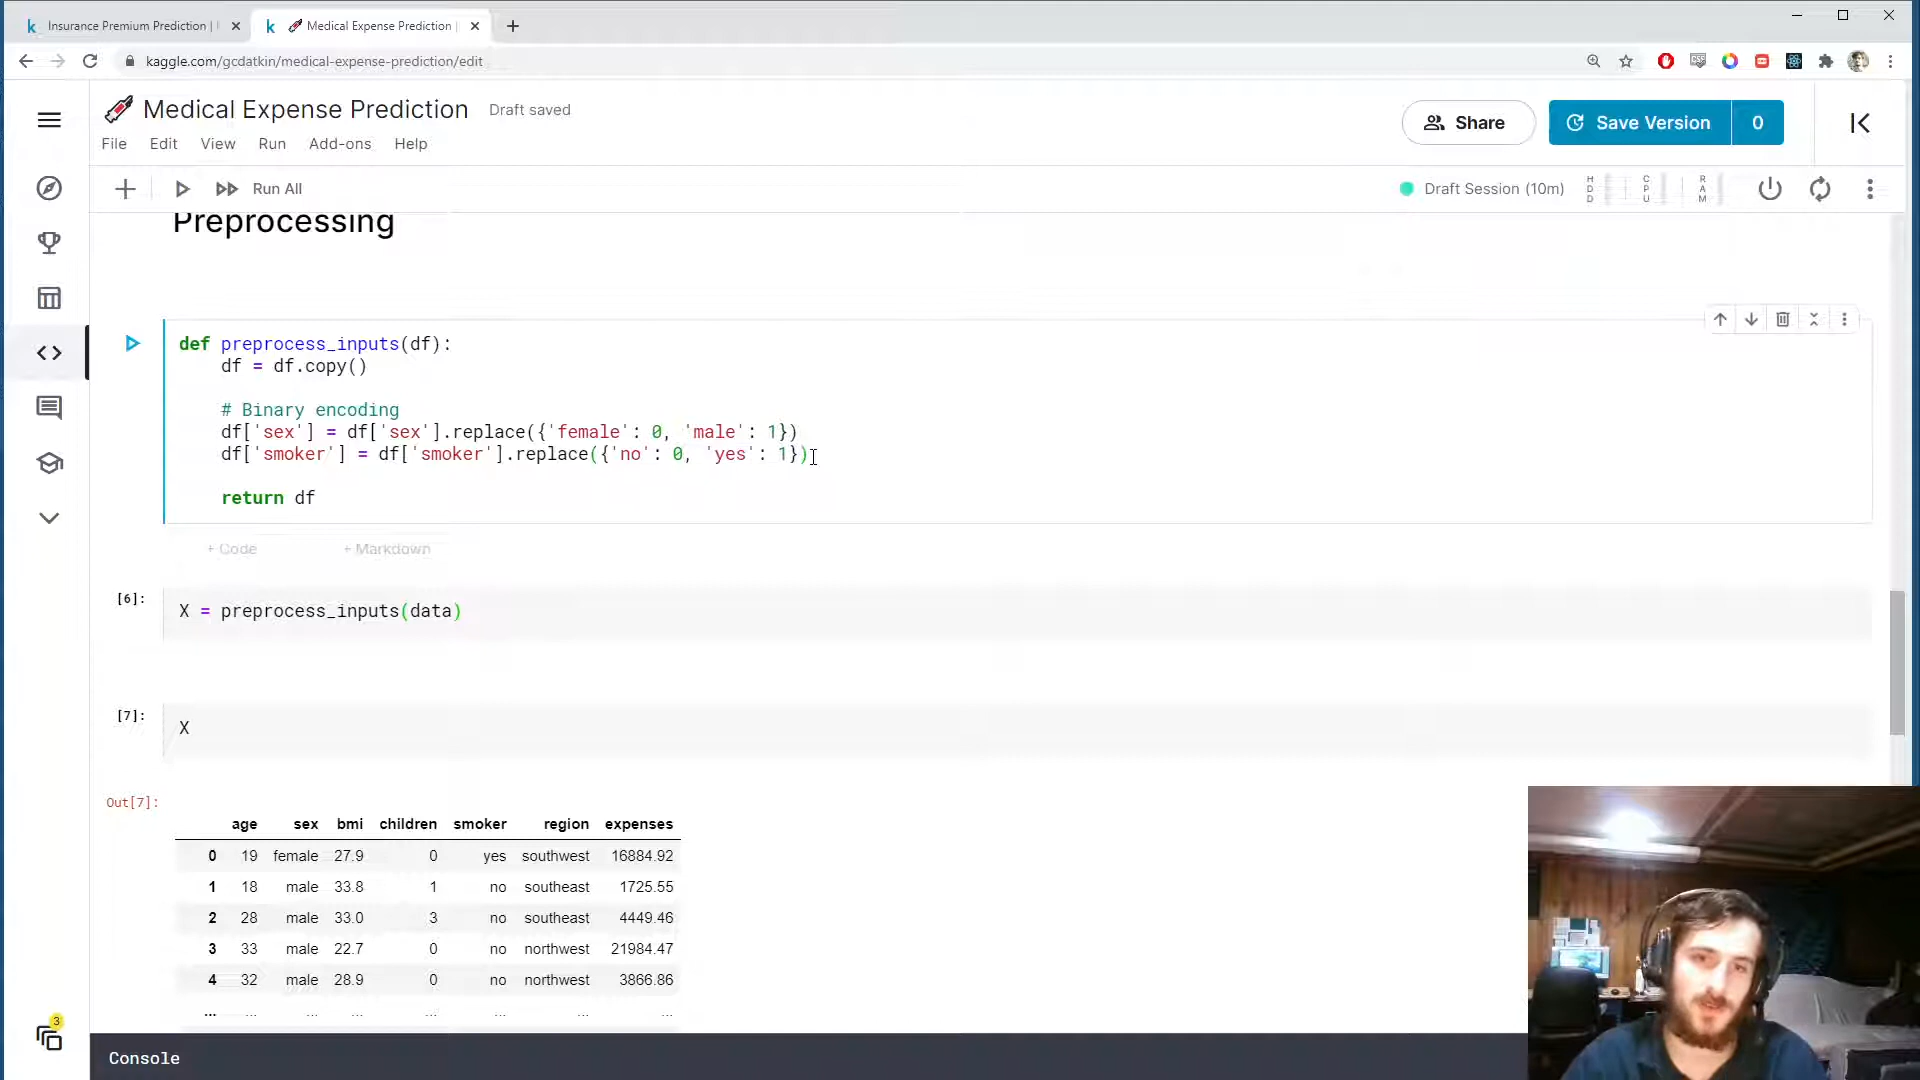 Insurance Premium Prediction |
Medical Expense Prediction |
kaggle.com/gcdatkin/medical-expense-prediction/edit
Medical Expense Prediction
Draft saved
Share
Save Version
0
File
Edit
View
Run
Add-ons
Help
Run All
Draft Session (10m)
HDD
CPU
RAM
Preprocessing
def preprocess_inputs(df):
df = df.copy()
# Binary encoding
df['sex'] = df['sex'].replace({'female': 0, 'male': 1})
df['smoker'] = df['smoker'].replace({'no': 0, 'yes': 1})
return df
+ Code
+ Markdown
[6]:
X = preprocess_inputs(data)
[7]:
X
Out[7]:
age sex bmi children smoker region expenses
0 19 female 27.9 0 yes southwest 16884.92
1 18 male 33.8 1 no southeast 1725.55
2 28 male 33.0 3 no southeast 4449.46
3 33 male 22.7 0 no northwest 21984.47
4 32 male 28.9 0 no northwest 3866.86
... ... ... ... ... ... ... ...
3
Console